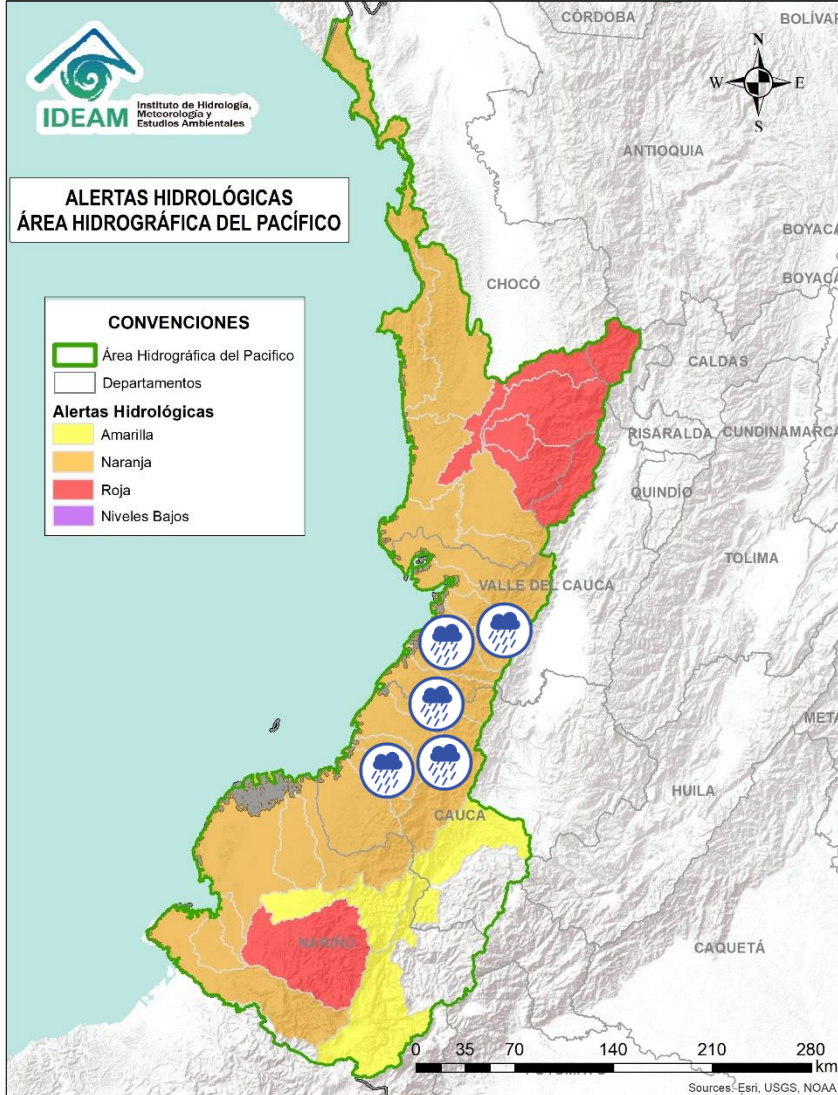 IDEAM
Instituto de Hidrología,
Meteorología y
Estudios Ambientales
ALERTAS HIDROLÓGICAS
ÁREA HIDROGRÁFICA DEL PACÍFICO
CONVENCIONES
Área Hidrográfica del Pacifico
Departamentos
Alertas Hidrológicas
Amarilla
Naranja
Roja
Niveles Bajos
N
W
E
S
CÓRDOBA
BOLÍVAR
ANTIOQUIA
BOYACÁ
BOYACÁ
CHOCÓ
CALDAS
RISARALDA
CUNDINAMARCA
QUINDÍO
TOLIMA
VALLE DEL CAUCA
META
HUILA
CAUCA
NARIÑO
CAQUETÁ
0 35 70 140 210 280
km
Sources: Esri, USGS, NOAA